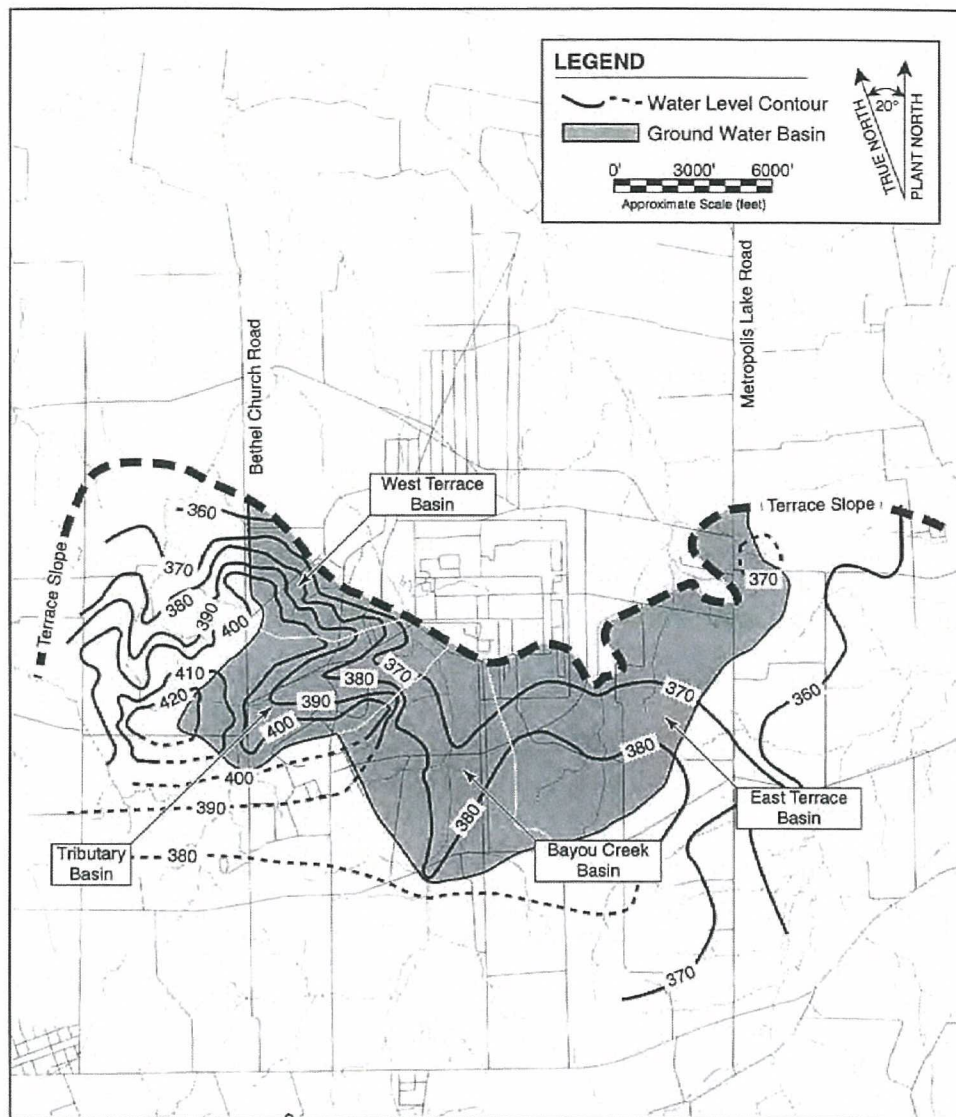 LEGEND
Water Level Contour
Ground Water Basin
0' 3000' 6000'
Approximate Scale (feet)
TRUE NORTH
20°
PLANT NORTH
Bethel Church Road
Metropolis Lake Road
West Terrace
Basin
Terrace Slope
Terrace Slope
360
370
380
390
400
410
420
370
380
390
400
400
390
380
370
380
380
370
360
370
East Terrace
Basin
Bayou Creek
Basin
Tributary
Basin